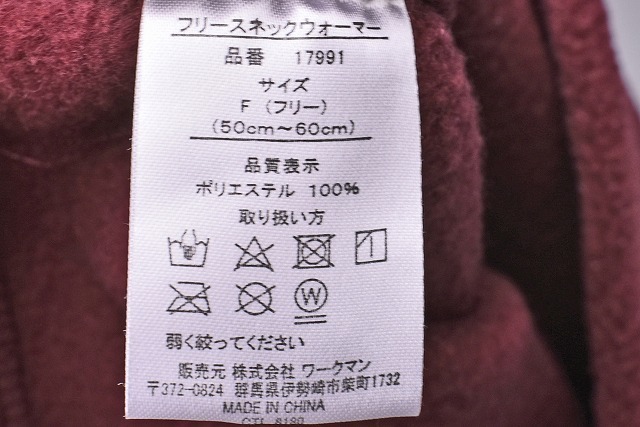 フリースネックウォーマー
品番 17991
サイズ
F（フリー）
(50cm～60cm)
品質表示
ポリエステル 100%
取り扱い方
W
弱く絞ってください
販売元 株式会社 ワークマン
〒372-0824 群馬県伊勢崎市柴町1732
MADE IN CHINA